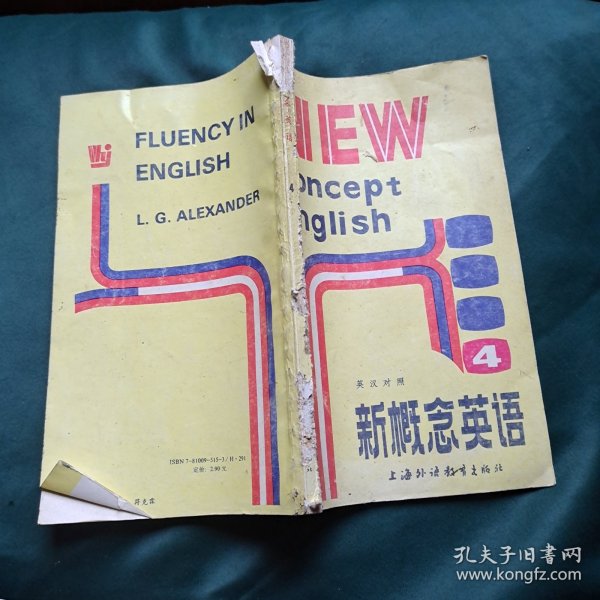 FLUENCY IN
ENGLISH
L. G. ALEXANDER
ISBN 7-81009-515-3/H·291
定价: 2.90 元
4
NEW
oncept
nglish
4
英汉对照
新概念英语
上海外语教育出版社
孔夫子旧书网
www.kongfz.com